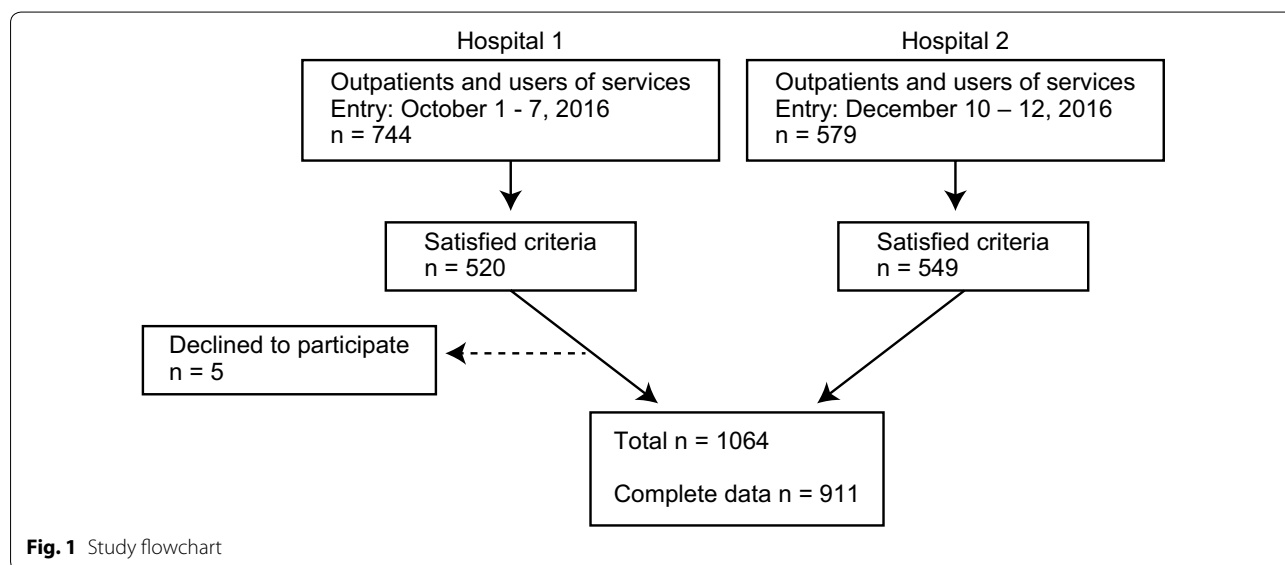 Hospital 1
Outpatients and users of services
Entry: October 1 - 7, 2016
n = 744
Hospital 2
Outpatients and users of services
Entry: December 10 – 12, 2016
n = 579
Satisfied criteria
n = 520
Satisfied criteria
n = 549
Declined to participate
n = 5
Total n = 1064
Complete data n = 911
Fig. 1 Study flowchart